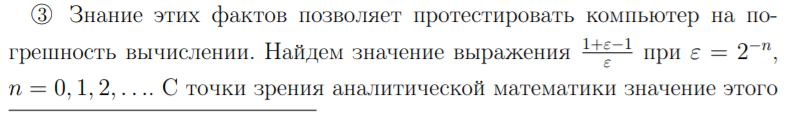 ③ Знание этих фактов позволяет протестировать компьютер на по-
грешность вычислении. Найдем значение выражения $\frac{1+\varepsilon-1}{\varepsilon}$ при $\varepsilon = 2^{-n}$,
$n = 0, 1, 2, \ldots$. С точки зрения аналитической математики значение этого